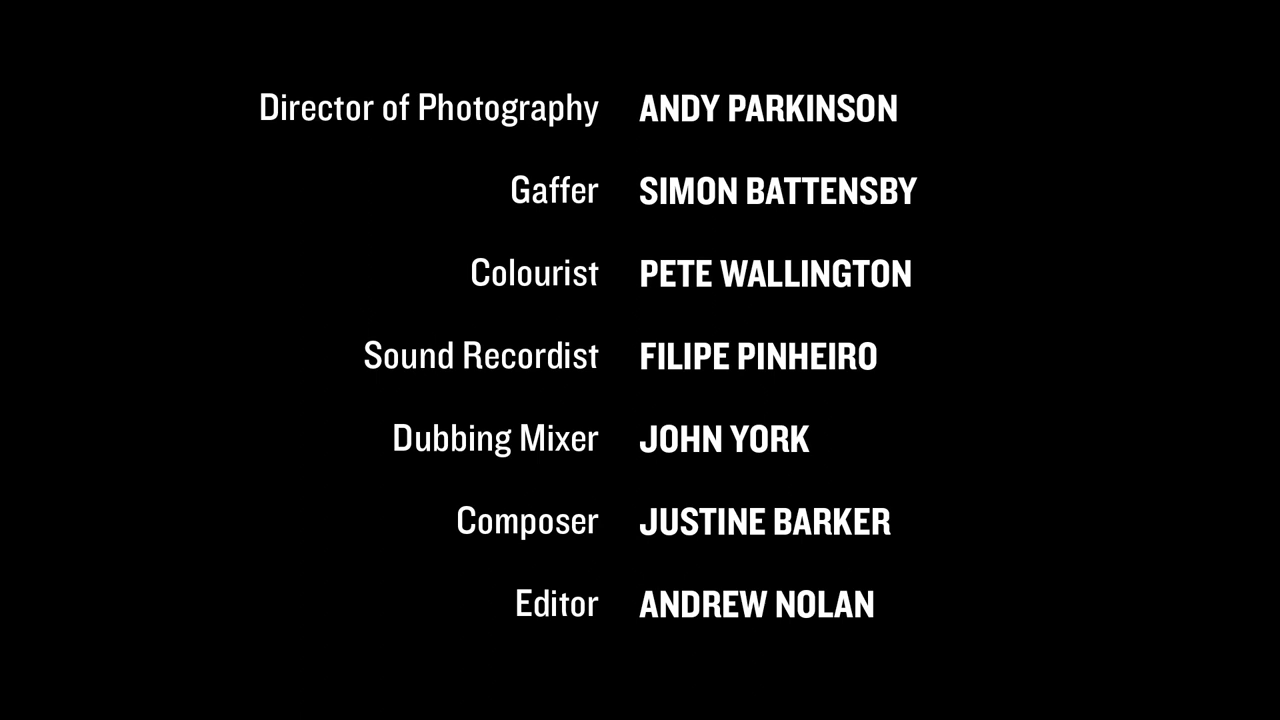 Director of Photography ANDY PARKINSON
Gaffer SIMON BATTENSBY
Colourist PETE WALLINGTON
Sound Recordist FILIPE PINHEIRO
Dubbing Mixer JOHN YORK
Composer JUSTINE BARKER
Editor ANDREW NOLAN